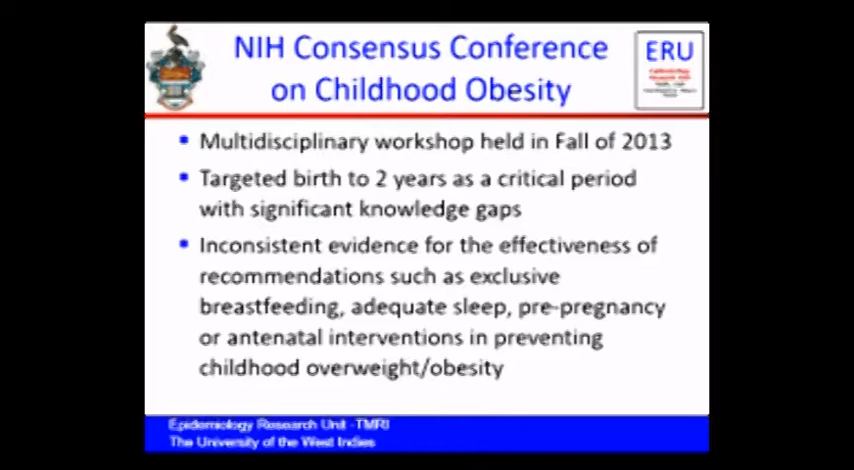 NIH Consensus Conference
on Childhood Obesity
ERU
Multidisciplinary workshop held in Fall of 2013
Targeted birth to 2 years as a critical period
with significant knowledge gaps
Inconsistent evidence for the effectiveness of
recommendations such as exclusive
breastfeeding, adequate sleep, pre-pregnancy
or antenatal interventions in preventing
childhood overweight/obesity
Epidemiology Research Unit -TMRI
The University of the West Indies